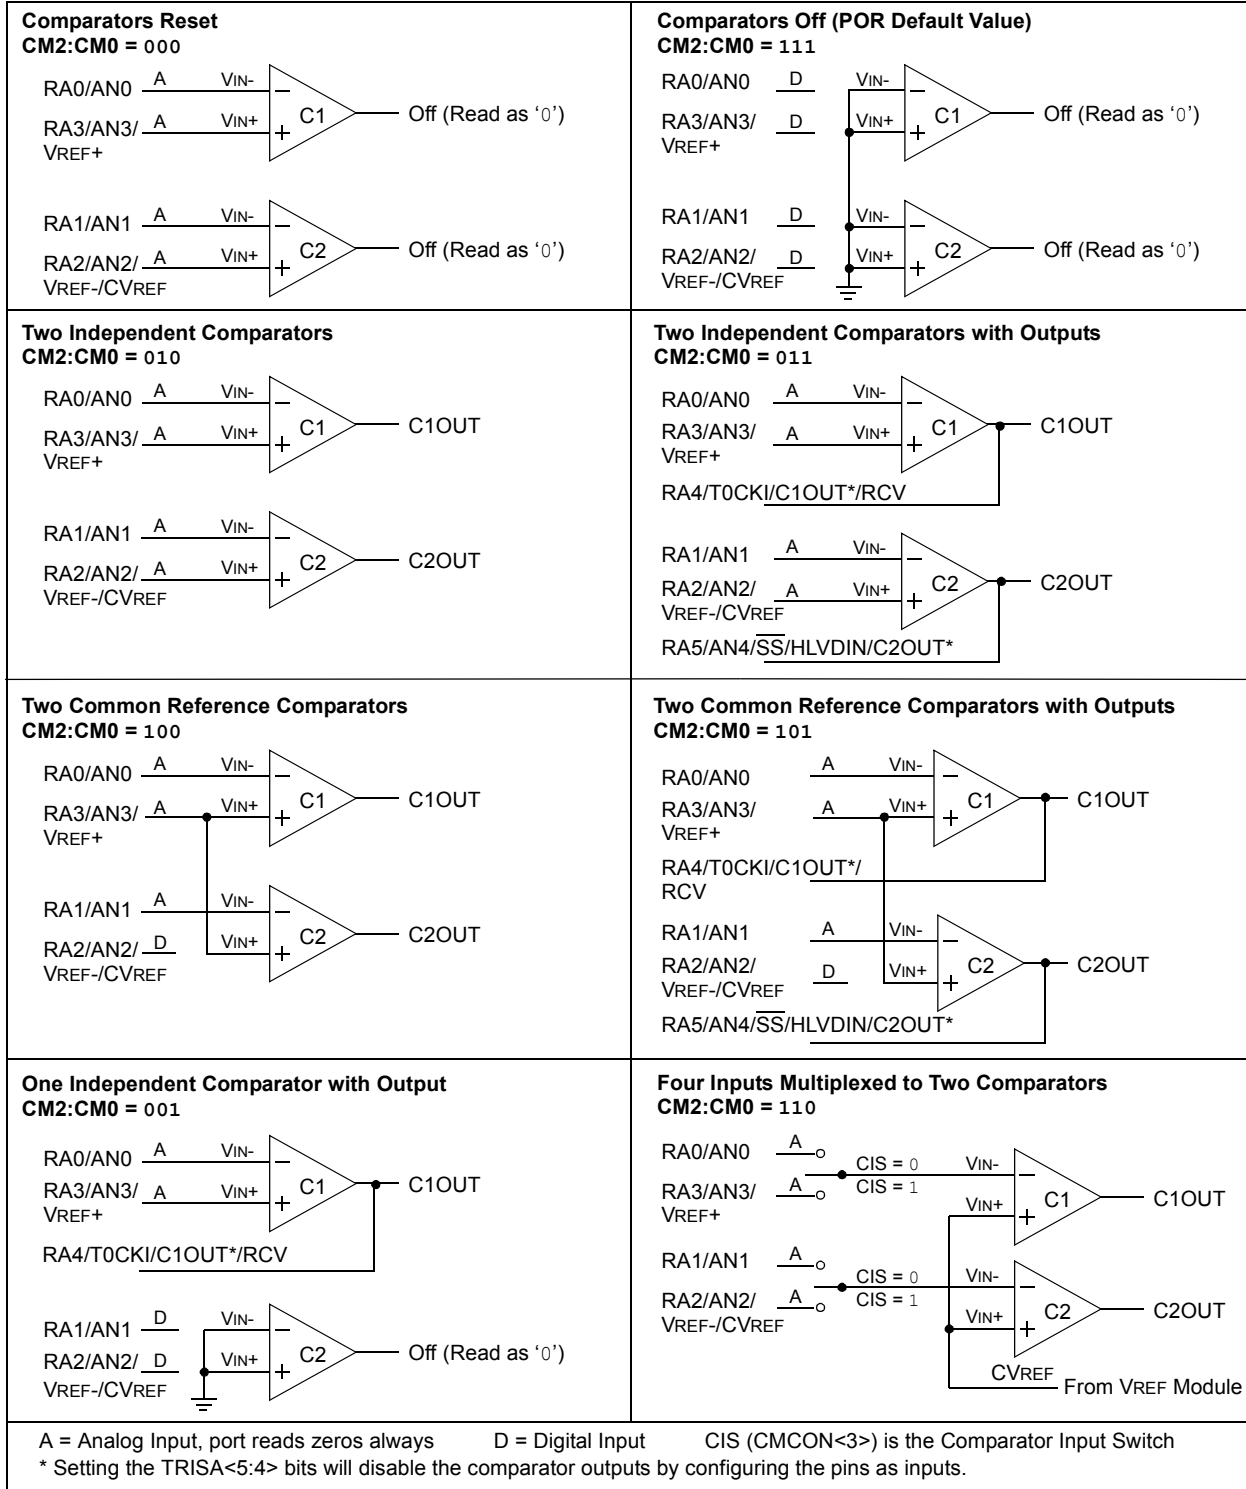 Comparators Reset
CM2:CM0 = 000
RA0/AN0 A VIN-
C1 Off (Read as ‘0’)
RA3/AN3/ A VIN+
VREF+
RA1/AN1 A VIN-
C2 Off (Read as ‘0’)
RA2/AN2/ A VIN+
VREF-/CVREF
Comparators Off (POR Default Value)
CM2:CM0 = 111
RA0/AN0 D VIN-
C1 Off (Read as ‘0’)
RA3/AN3/ D VIN+
VREF+
RA1/AN1 D VIN-
C2 Off (Read as ‘0’)
RA2/AN2/ D VIN+
VREF-/CVREF
Two Independent Comparators
CM2:CM0 = 010
RA0/AN0 A VIN-
C1 C1OUT
RA3/AN3/ A VIN+
VREF+
RA1/AN1 A VIN-
C2 C2OUT
RA2/AN2/ A VIN+
VREF-/CVREF
Two Independent Comparators with Outputs
CM2:CM0 = 011
RA0/AN0 A VIN-
C1 C1OUT
RA3/AN3/ A VIN+
VREF+
RA4/T0CKI/C1OUT*/RCV
RA1/AN1 A VIN-
C2 C2OUT
RA2/AN2/ A VIN+
VREF-/CVREF
RA5/AN4/SS/HLVDIN/C2OUT*
Two Common Reference Comparators
CM2:CM0 = 100
RA0/AN0 A VIN-
C1 C1OUT
RA3/AN3/ A VIN+
VREF+
RA1/AN1 A VIN-
C2 C2OUT
RA2/AN2/ D VIN+
VREF-/CVREF
Two Common Reference Comparators with Outputs
CM2:CM0 = 101
RA0/AN0 A VIN-
C1 C1OUT
RA3/AN3/ A VIN+
VREF+
RA4/T0CKI/C1OUT*/
RCV
RA1/AN1 A VIN-
C2 C2OUT
RA2/AN2/ D VIN+
VREF-/CVREF
RA5/AN4/SS/HLVDIN/C2OUT*
One Independent Comparator with Output
CM2:CM0 = 001
RA0/AN0 A VIN-
C1 C1OUT
RA3/AN3/ A VIN+
VREF+
RA4/T0CKI/C1OUT*/RCV
RA1/AN1 D VIN-
C2 Off (Read as ‘0’)
RA2/AN2/ D VIN+
VREF-/CVREF
Four Inputs Multiplexed to Two Comparators
CM2:CM0 = 110
RA0/AN0 A
CIS = 0 VIN-
RA3/AN3/ A CIS = 1
VREF+ VIN+ C1 C1OUT
RA1/AN1 A
CIS = 0 VIN-
RA2/AN2/ A CIS = 1
VREF-/CVREF VIN+ C2 C2OUT
CVREF
From VREF Module
A = Analog Input, port reads zeros always D = Digital Input CIS (CMCON<3>) is the Comparator Input Switch
* Setting the TRISA<5:4> bits will disable the comparator outputs by configuring the pins as inputs.